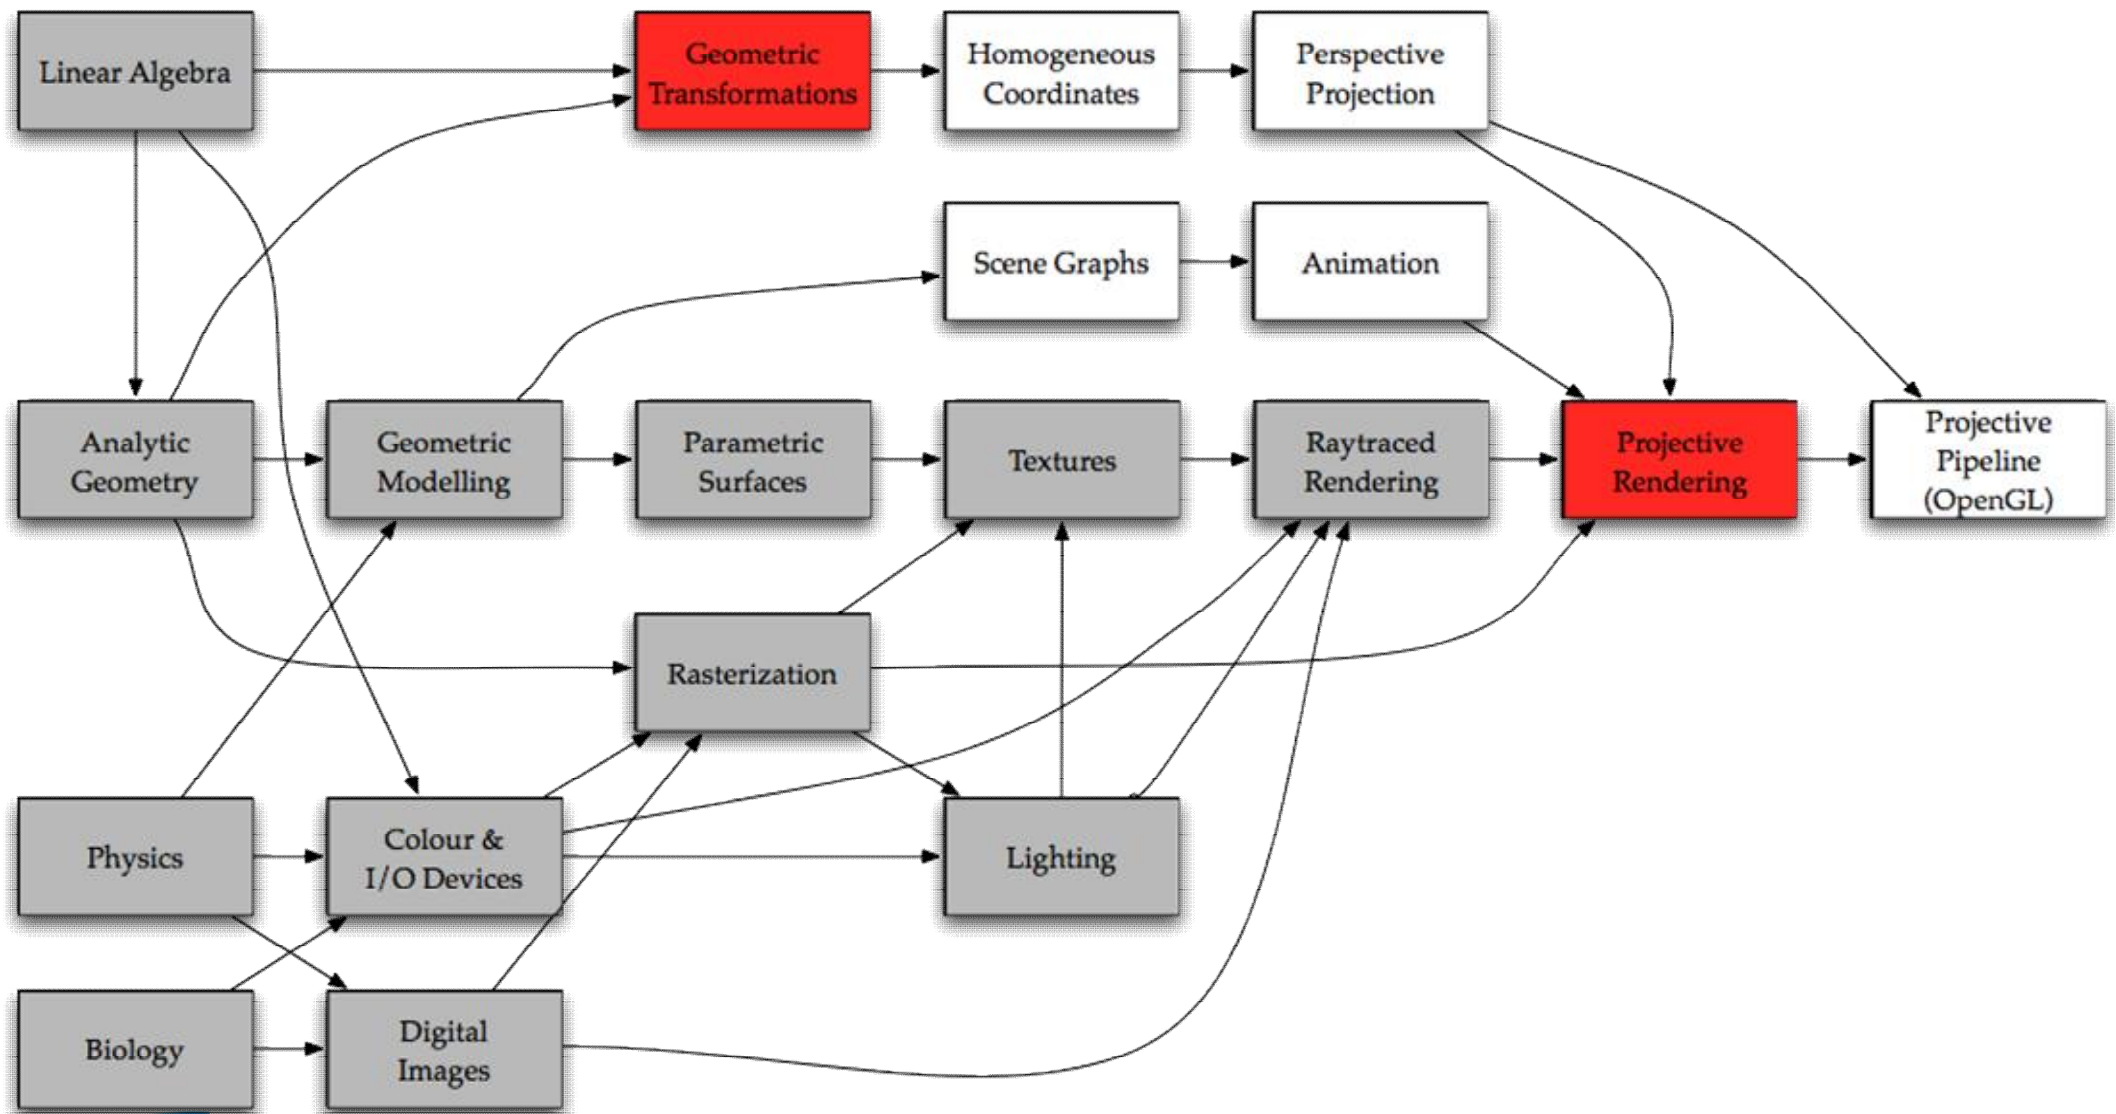 Linear Algebra
Geometric
Transformations
Homogeneous
Coordinates
Perspective
Projection
Scene Graphs
Animation
Analytic
Geometry
Geometric
Modelling
Parametric
Surfaces
Textures
Raytraced
Rendering
Projective
Rendering
Projective
Pipeline
(OpenGL)
Rasterization
Physics
Colour &
I/O Devices
Lighting
Biology
Digital
Images